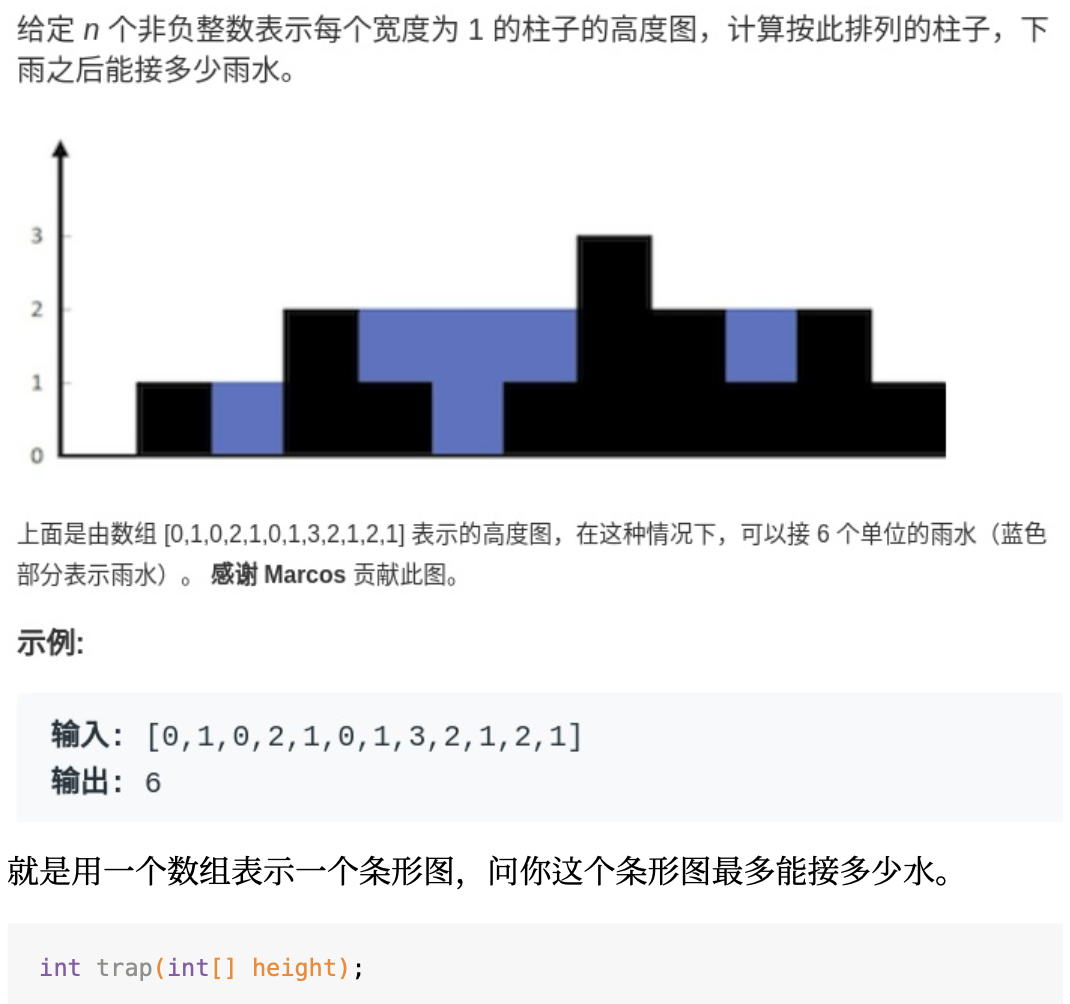 给定 n 个非负整数表示每个宽度为 1 的柱子的高度图，计算按此排列的柱子，下
雨之后能接多少雨水。
3
2
1
0
上面是由数组 [0,1,0,2,1,0,1,3,2,1,2,1] 表示的高度图，在这种情况下，可以接 6 个单位的雨水（蓝色
部分表示雨水）。 感谢 Marcos 贡献此图。
示例:
输入: [0,1,0,2,1,0,1,3,2,1,2,1]
输出: 6
就是用一个数组表示一个条形图，问你这个条形图最多能接多少水。
int trap(int[] height);